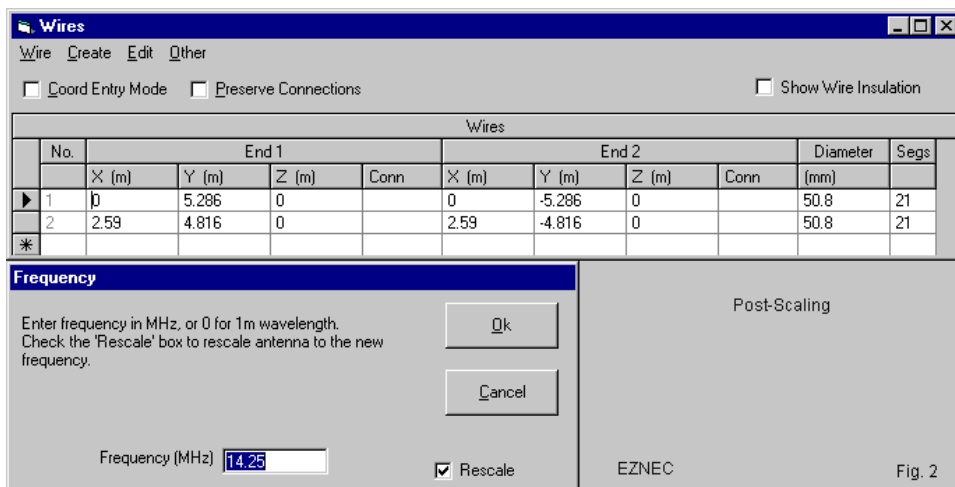 Wires
Wire Create Edit Other
Coord Entry Mode Preserve Connections Show Wire Insulation
Wires
No. End 1 End 2 Diameter Segs
X (m) Y (m) Z (m) Conn X (m) Y (m) Z (m) Conn (mm)
1 0 5.286 0 0 -5.286 0 50.8 21
2 2.59 4.816 0 2.59 -4.816 0 50.8 21
Frequency
Enter frequency in MHz, or 0 for 1m wavelength.
Check the 'Rescale' box to rescale antenna to the new
frequency.
Ok
Cancel
Frequency (MHz) 14.25
Rescale
Post-Scaling
EZNEC Fig. 2